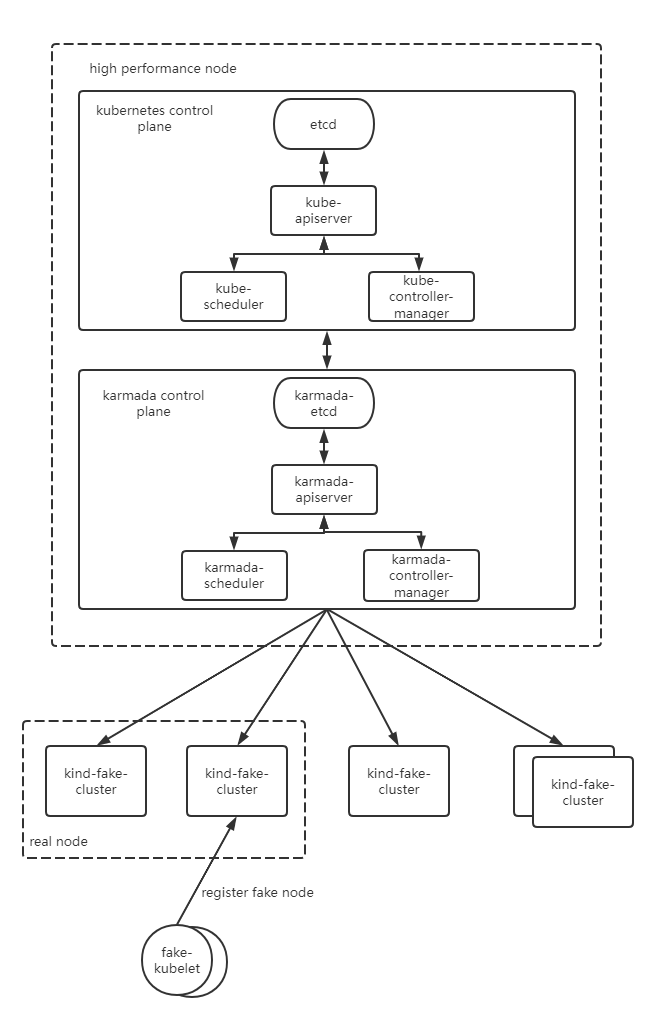 high performance node
kubernetes control
plane
etcd
kube-
apiserver
kube-
scheduler
kube-
controller-
manager
karmada control
plane
karmada-
etcd
karmada-
apiserver
karmada-
scheduler
karmada-
controller-
manager
kind-fake-
cluster
kind-fake-
cluster
kind-fake-
cluster
kind-fake-
cluster
real node
register fake node
fake-
kubelet